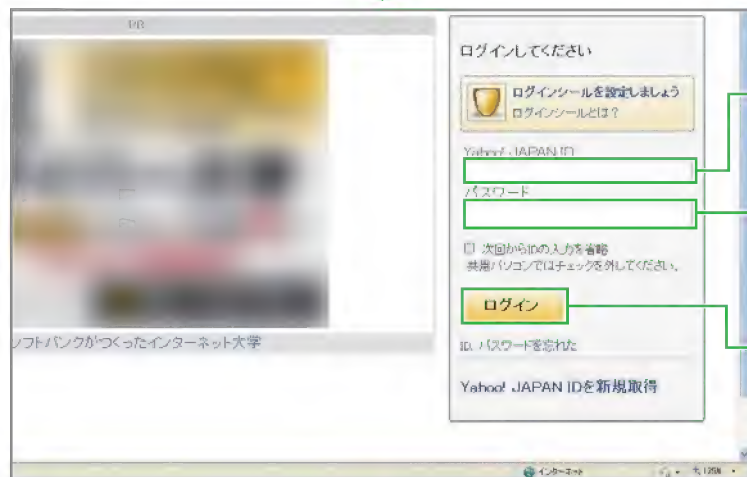 PR
ソフトバンクがつくったインターネット大学
ログインしてください
ログインシールを設定しましょう
ログインシールとは?
Yahoo! JAPAN ID
パスワード
次回からIDの入力を省略
共用パソコンではチェックを外してください。
ログイン
ID、パスワードを忘れた
Yahoo! JAPAN IDを新規取得
インターネット
125%